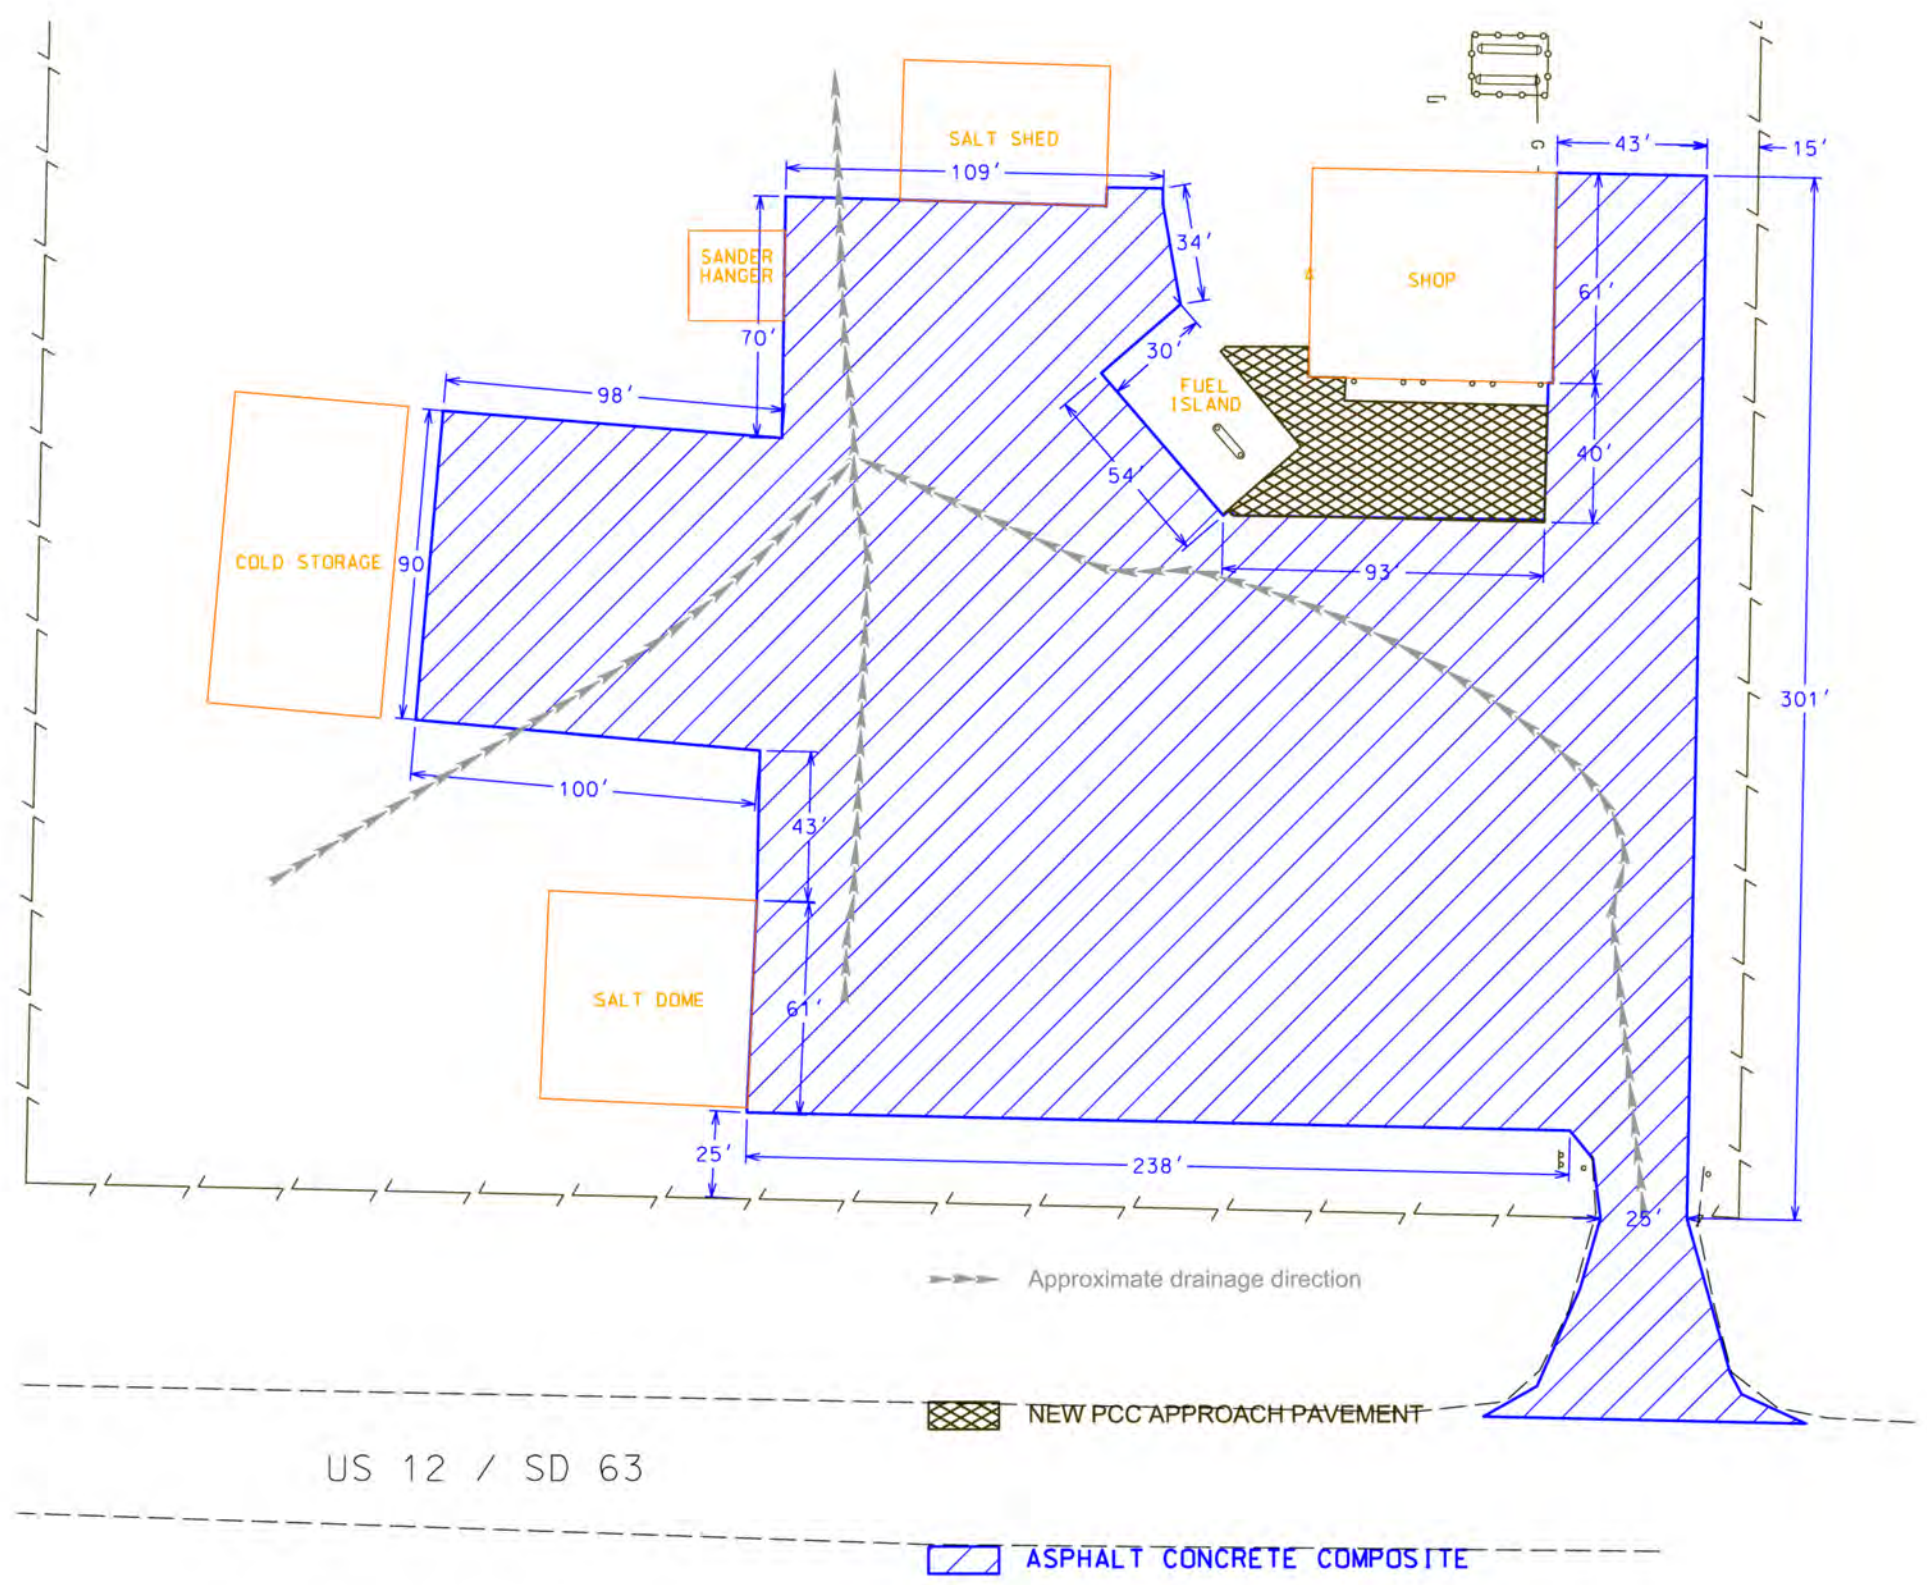 SALT SHED
G
43'
15'
109'
34'
SANDER
HANGER
SHOP
61'
70'
30'
FUEL
ISLAND
98'
40'
54'
COLD STORAGE
90
93'
301'
100'
43'
SALT DOME
61'
25'
238'
25'
Approximate drainage direction
NEW PCC APPROACH PAVEMENT
US 12 / SD 63
ASPHALT CONCRETE COMPOSITE